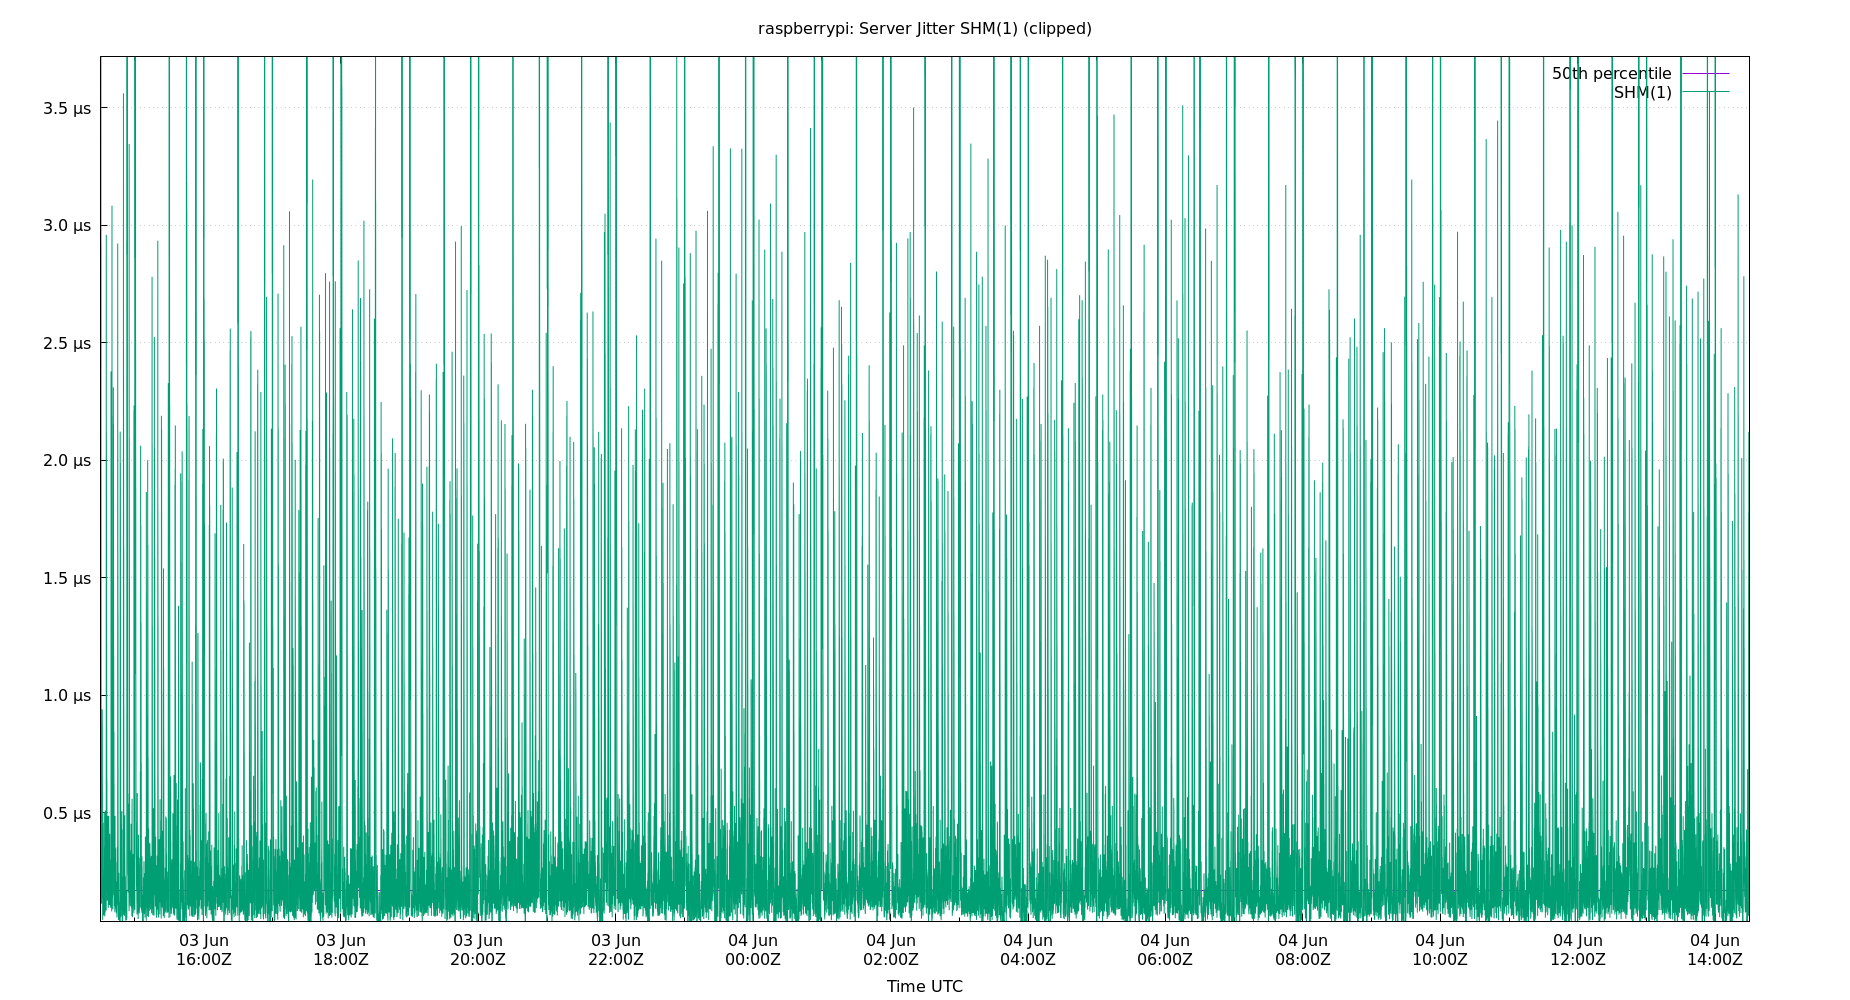 raspberrypi: Server Jitter SHM(1) (clipped)
50th percentile
SHM(1)
3.5 µs
3.0 µs
2.5 µs
2.0 µs
1.5 µs
1.0 µs
0.5 µs
03 Jun 03 Jun 03 Jun 03 Jun 04 Jun 04 Jun 04 Jun 04 Jun 04 Jun 04 Jun 04 Jun 04 Jun
16:00Z 18:00Z 20:00Z 22:00Z 00:00Z 02:00Z 04:00Z 06:00Z 08:00Z 10:00Z 12:00Z 14:00Z
Time UTC